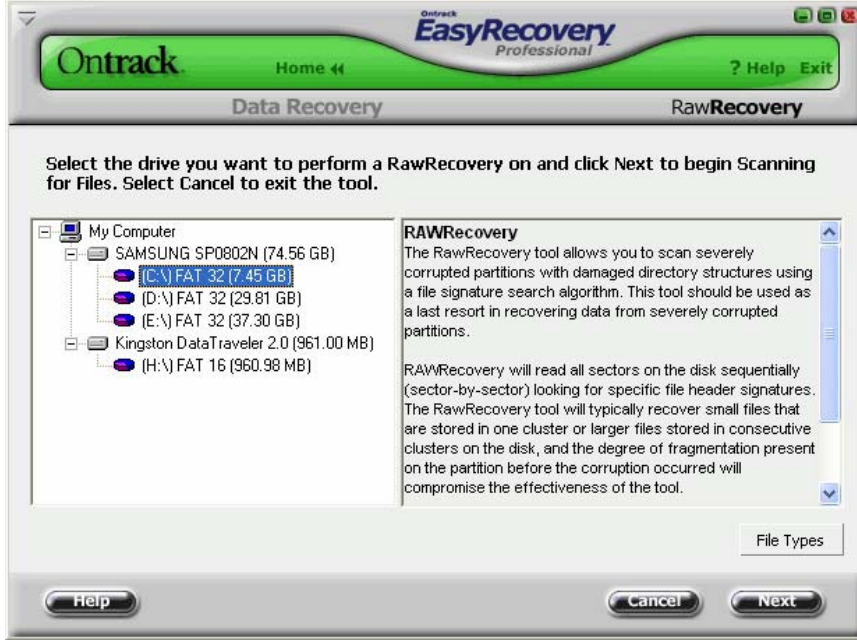 Ontrack
EasyRecovery
Professional
Ontrack
Home
? Help Exit
Data Recovery
RawRecovery
Select the drive you want to perform a RawRecovery on and click Next to begin Scanning
for Files. Select Cancel to exit the tool.
My Computer
SAMSUNG SP0802N (74.56 GB)
(C:\) FAT 32 (7.45 GB)
(D:\) FAT 32 (29.81 GB)
(E:\) FAT 32 (37.30 GB)
Kingston DataTraveler 2.0 (961.00 MB)
(H:\) FAT 16 (960.98 MB)
RAWRecovery
The RawRecovery tool allows you to scan severely
corrupted partitions with damaged directory structures using
a file signature search algorithm. This tool should be used as
a last resort in recovering data from severely corrupted
partitions.
RAWRecovery will read all sectors on the disk sequentially
(sector-by-sector) looking for specific file header signatures.
The RawRecovery tool will typically recover small files that
are stored in one cluster or larger files stored in consecutive
clusters on the disk, and the degree of fragmentation present
on the partition before the corruption occurred will
compromise the effectiveness of the tool.
File Types
Help
Cancel
Next